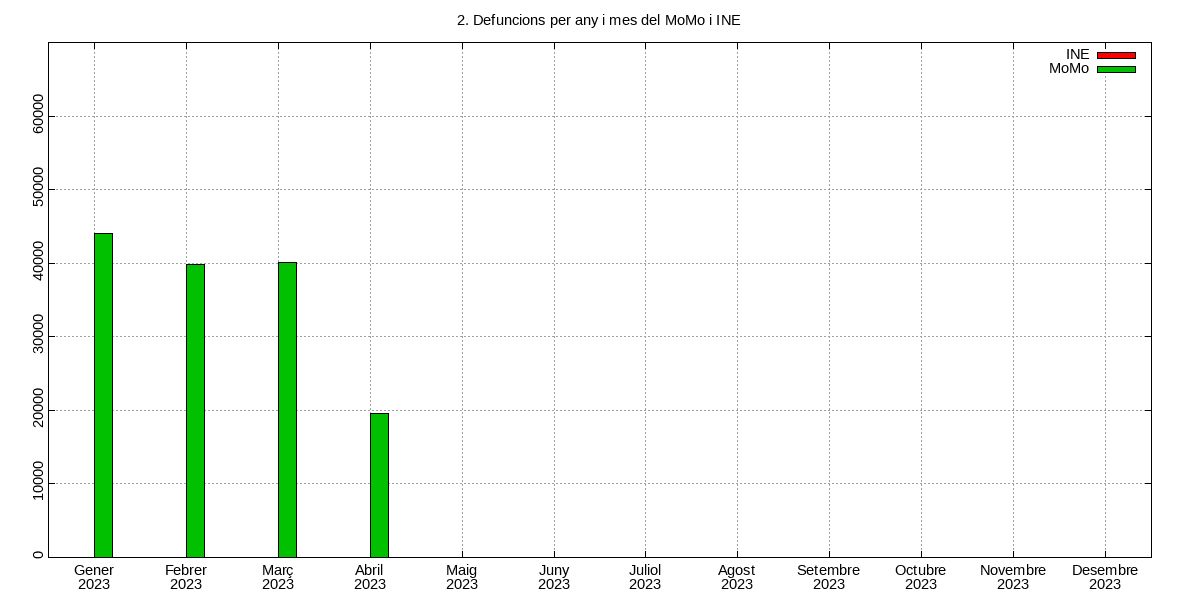 2. Defuncions per any i mes del MoMo i INE
INE
MoMo
60000
50000
40000
30000
20000
10000
0
Gener Febrer Març Abril Maig Juny Juliol Agost Setembre Octubre Novembre Desembre
2023 2023 2023 2023 2023 2023 2023 2023 2023 2023 2023 2023